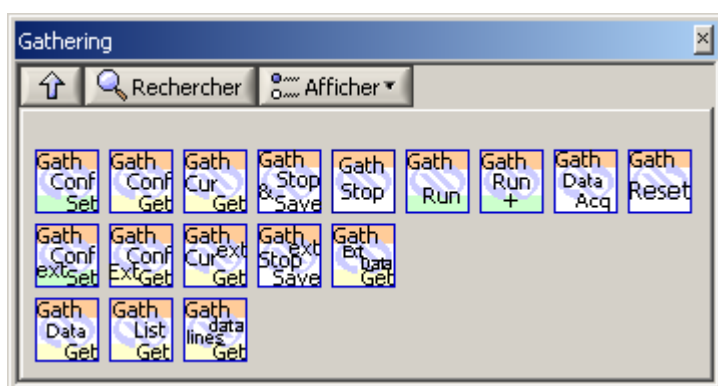 Gathering
Rechercher Afficher
Gath Conf Set
Gath Conf Get
Gath Cur Get
Gath Stop & Save
Gath Stop
Gath Run
Gath Run +
Gath Data Acq
Gath Reset
Gath Conf ext Set
Gath Conf Ext Get
Gath ext Cur Get
Gath ext Stop Save
Gath Ext Data Get
Gath Data Get
Gath List Get
Gath data lines Get